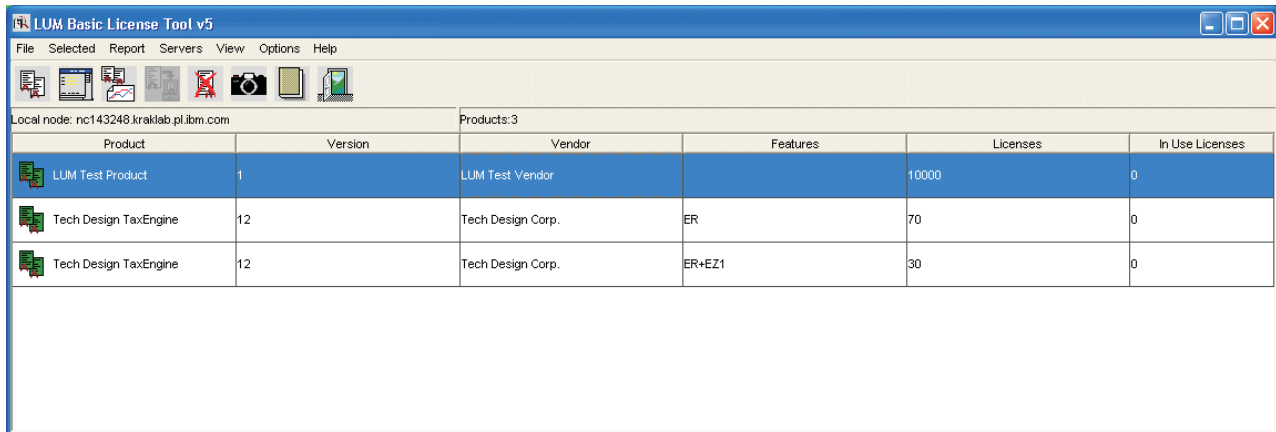 LUM Basic License Tool v5
File Selected Report Servers View Options Help
Local node: nc143248.kraklab.pl.ibm.com Products:3
Product Version Vendor Features Licenses In Use Licenses
LUM Test Product 1 LUM Test Vendor 10000 0
Tech Design TaxEngine 12 Tech Design Corp. ER 70 0
Tech Design TaxEngine 12 Tech Design Corp. ER+EZ1 30 0